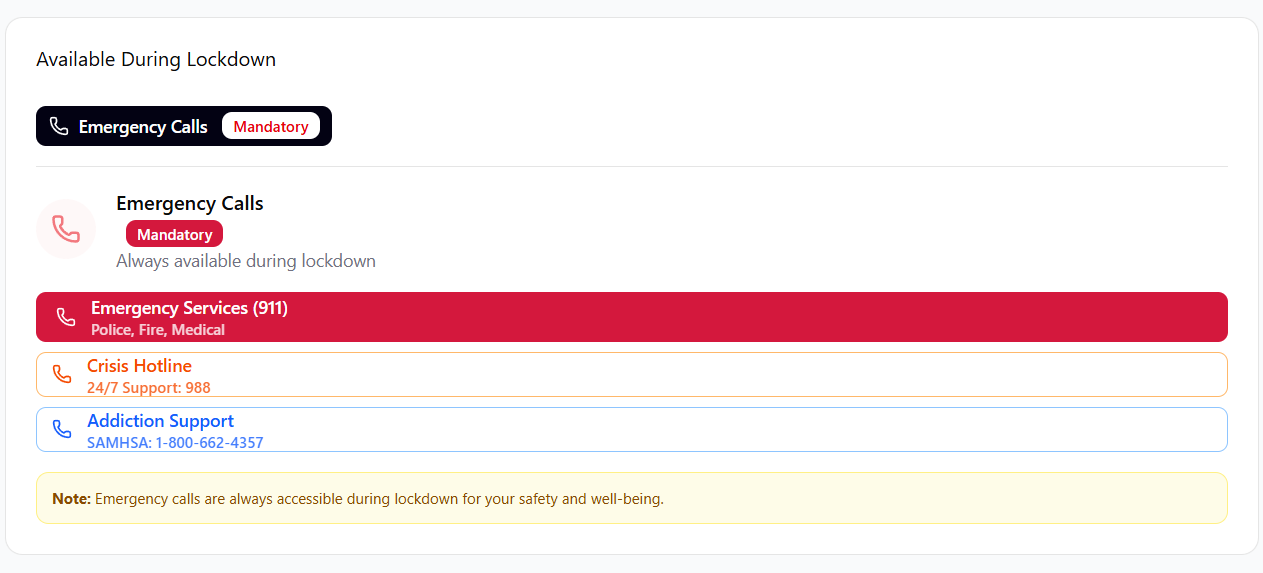 Available During Lockdown
Emergency Calls Mandatory
Emergency Calls
Mandatory
Always available during lockdown
Emergency Services (911)
Police, Fire, Medical
Crisis Hotline
24/7 Support: 988
Addiction Support
SAMHSA: 1-800-662-4357
Note: Emergency calls are always accessible during lockdown for your safety and well-being.